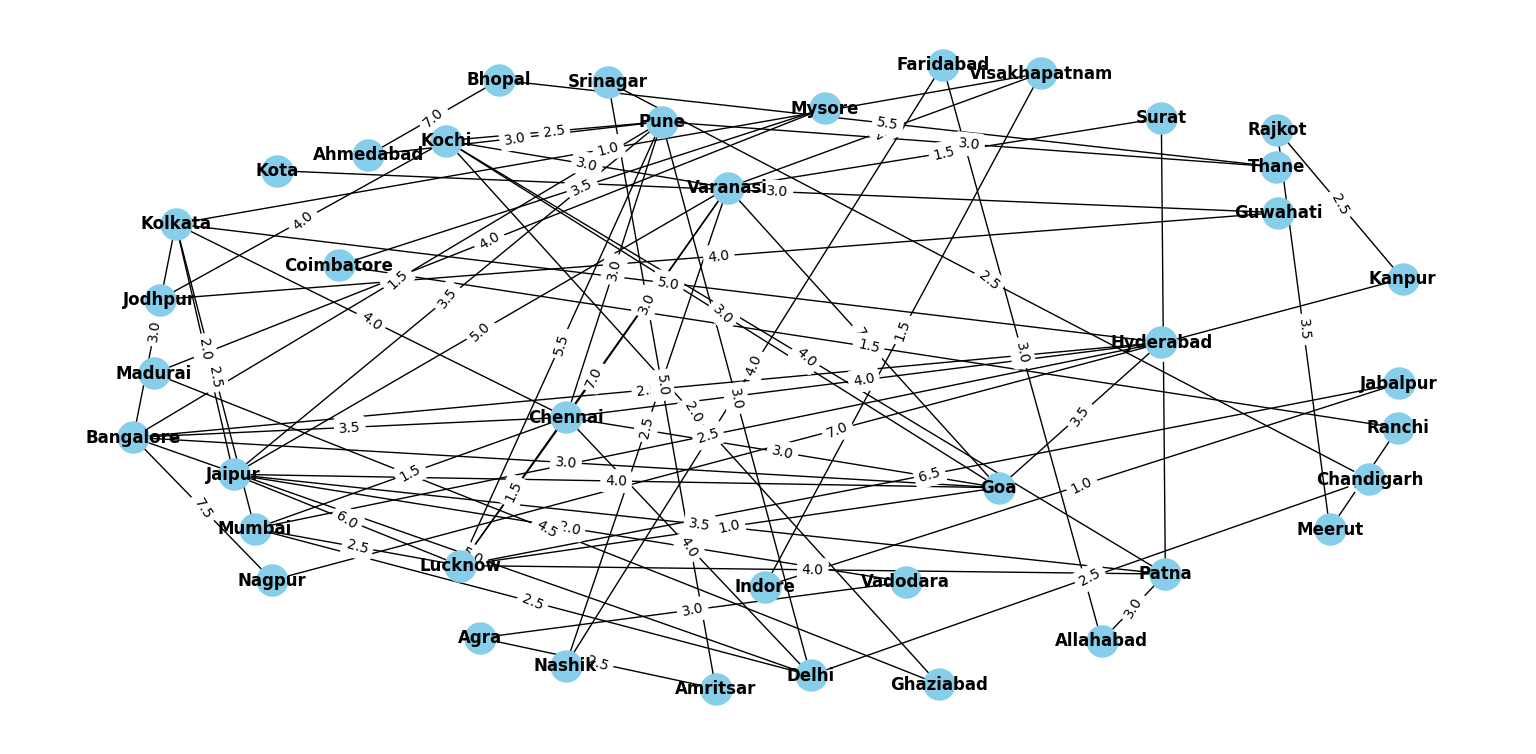 Faridabad
Visakhapatnam
Bhopal
Srinagar
Mysore
7.0
Surat
Pune
5.5
Rajkot
Kochi
3.0
2.5
3.0
Ahmedabad
1.0
1.5
Thane
Kota
3.0
3.5
Varanasi
3.0
2.5
Kolkata
4.0
Guwahati
4.0
4.0
Coimbatore
3.0
1.5
5.0
2.5
Kanpur
Jodhpur
3.5
3.0
3.0
4.0
3.0
5.0
7
1.5
3.5
Hyderabad
2.0
5.5
1.5
4.0
3.0
Madurai
2.5
7.0
5.0
4.0
4.0
Jabalpur
2.
3.0
2.0
Chennai
3.5
Bangalore
3.5
2.5
2.5
7.0
Ranchi
3.0
3.0
Jaipur
1.5
4.0
6.5
Chandigarh
Goa
1.0
1.5
7.5
6.0
Mumbai
4.5
2.0
3.5
1.0
Meerut
2.5
4.0
5.0
Lucknow
4.0
Patna
Nagpur
Indore
Vadodara
2.5
2.5
3.0
3.0
Agra
Allahabad
Nashik
2.5
Delhi
Amritsar
Ghaziabad